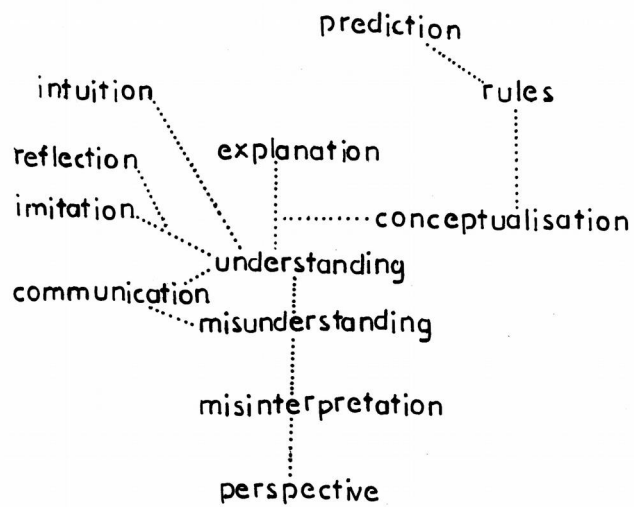 prediction
intuition
rules
reflection
explanation
imitation
conceptualisation
understanding
communication
misunderstanding
misinterpretation
perspective